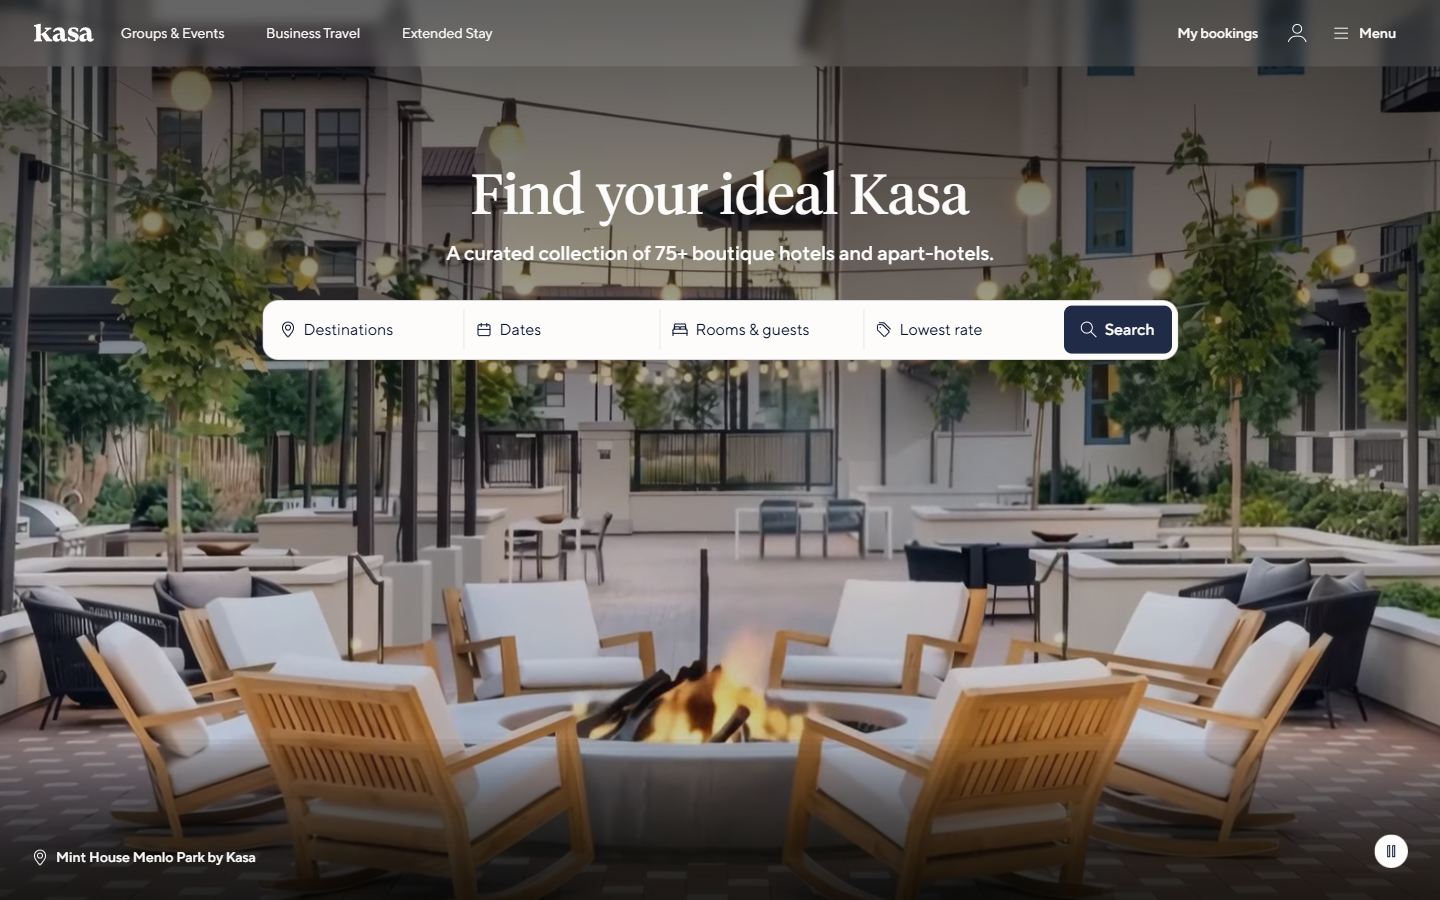 kasa
Groups & Events
Business Travel
Extended Stay
My bookings
Menu
Find your ideal Kasa
A curated collection of 75+ boutique hotels and apart-hotels.
Destinations
Dates
Rooms & guests
Lowest rate
Search
Mint House Menlo Park by Kasa